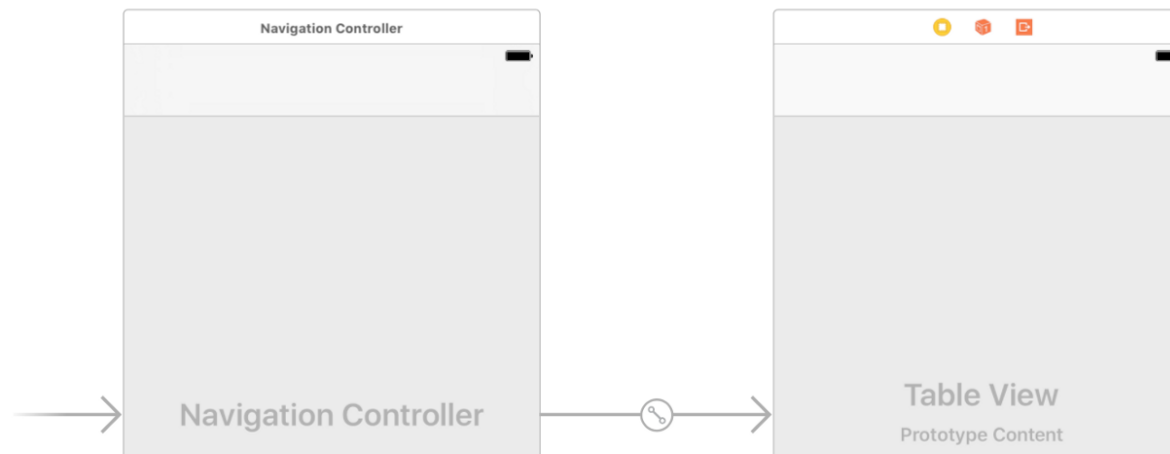 Navigation Controller
Navigation Controller
Table View
Prototype Content